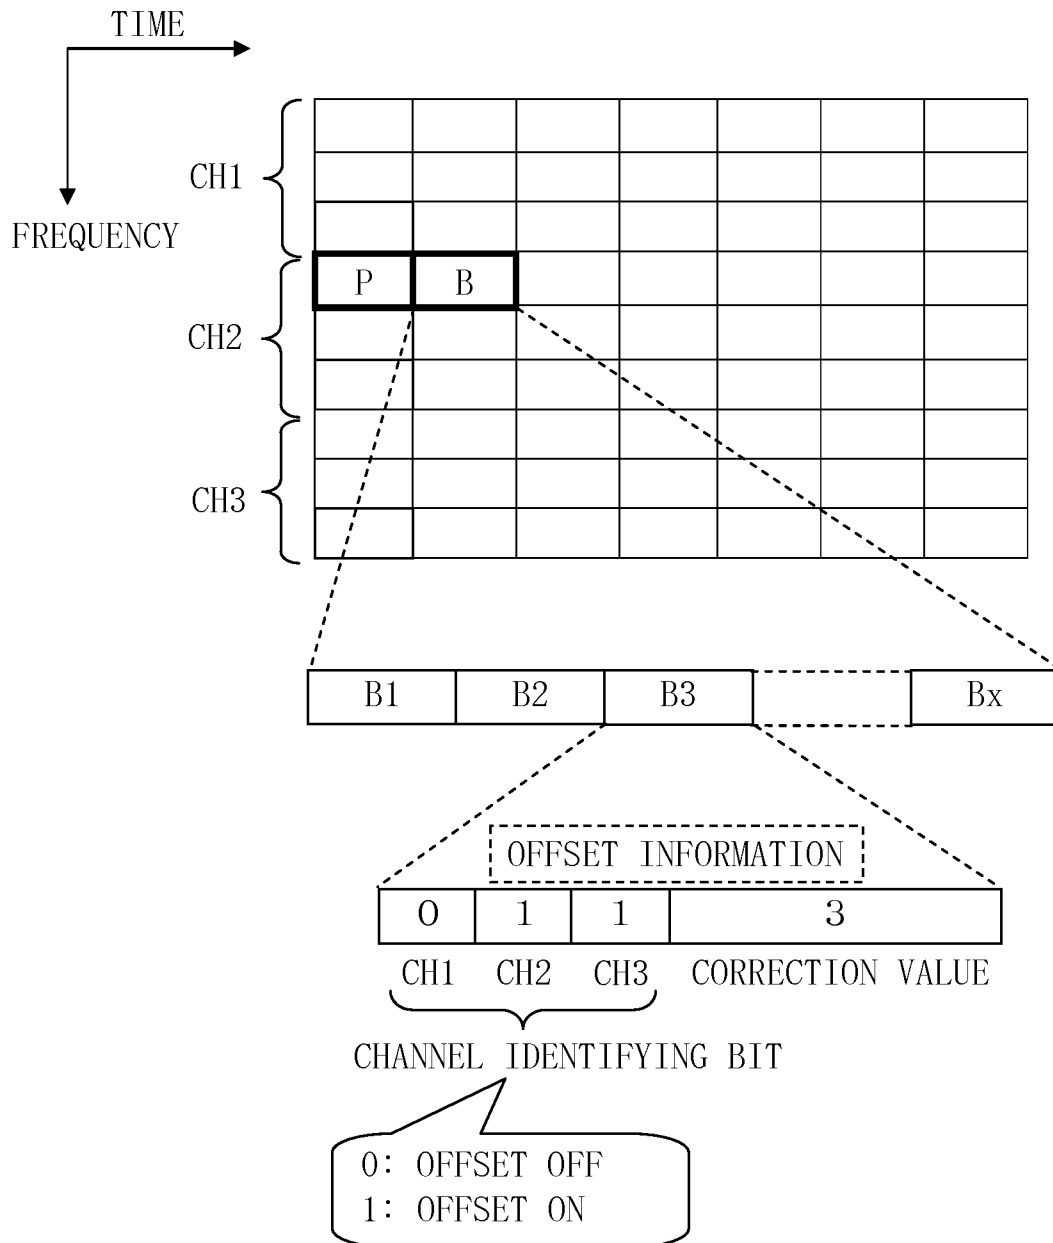 TIME
FREQUENCY
CH1
P B
CH2
CH3
B1 B2 B3 Bx
OFFSET INFORMATION
0 1 1 3
CH1 CH2 CH3 CORRECTION VALUE
CHANNEL IDENTIFYING BIT
0: OFFSET OFF
1: OFFSET ON